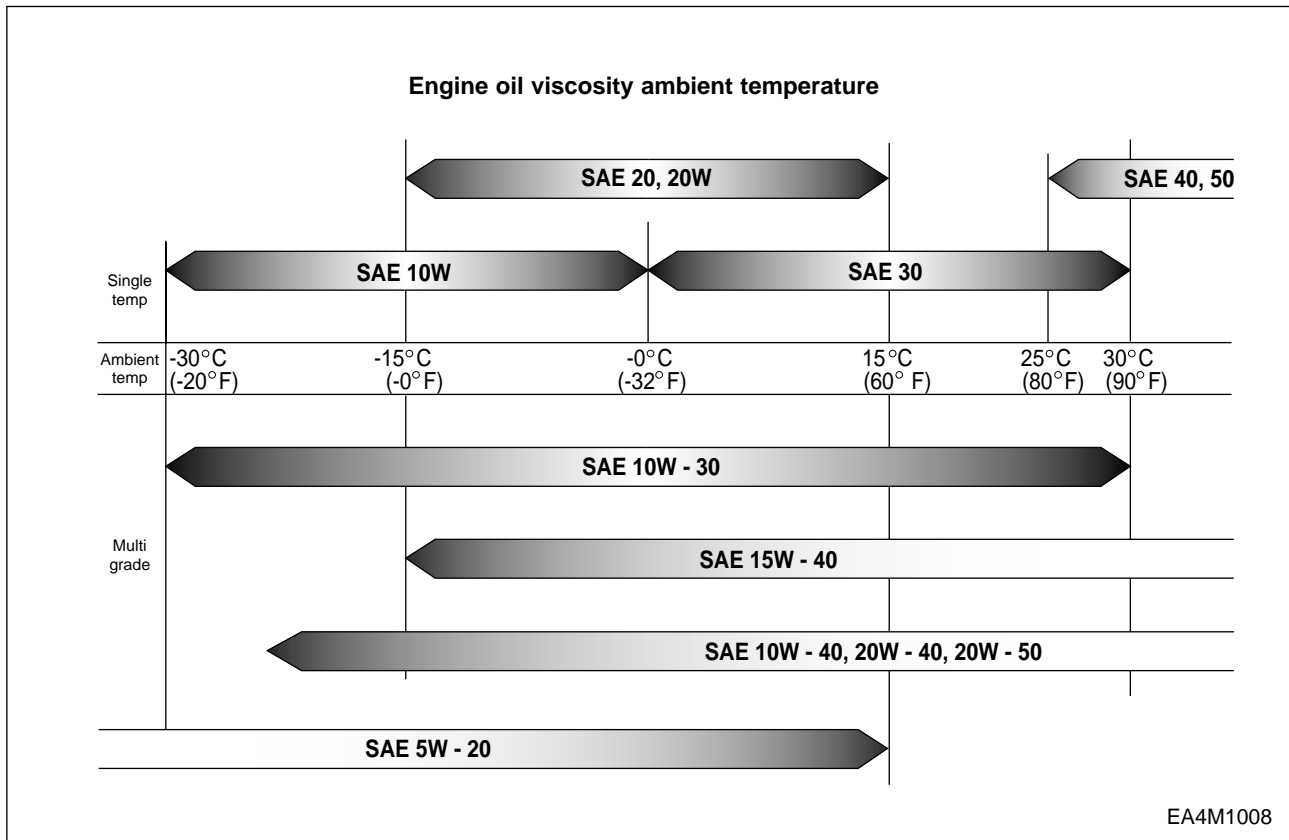 Engine oil viscosity ambient temperature
SAE 20, 20W
SAE 40, 50
Single
temp
SAE 10W
SAE 30
Ambient
temp
-30°C
(-20°F)
-15°C
(-0°F)
-0°C
(-32°F)
15°C
(60° F)
25°C
(80°F)
30°C
(90°F)
SAE 10W - 30
Multi
grade
SAE 15W - 40
SAE 10W - 40, 20W - 40, 20W - 50
SAE 5W - 20
EA4M1008